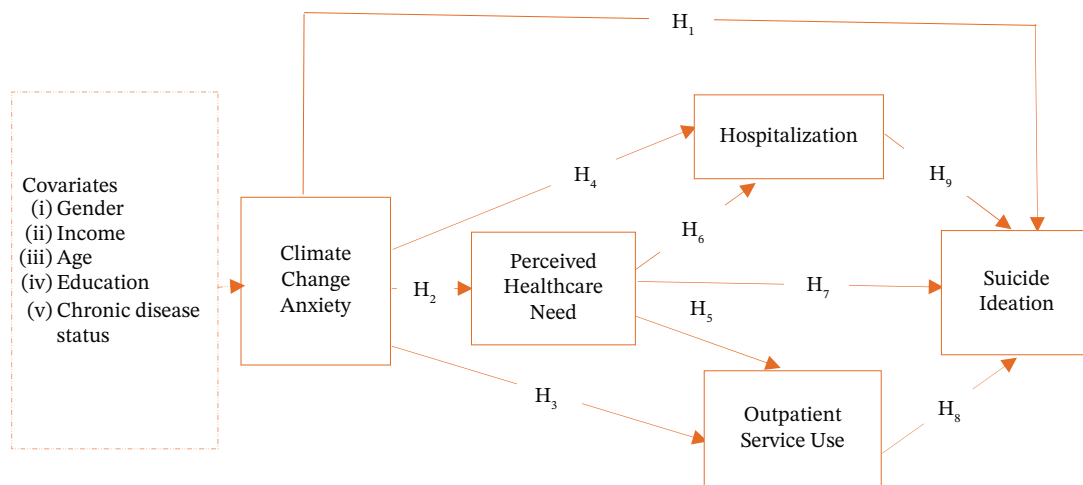 H₁
Hospitalization
Covariates
(i) Gender
(ii) Income
(iii) Age
(iv) Education
(v) Chronic disease
status
Climate
Change
Anxiety
H₄
H₉
H₆
H₂
Perceived
Healthcare
Need
H₇
H₅
Suicide
Ideation
H₃
Outpatient
Service Use
H₈